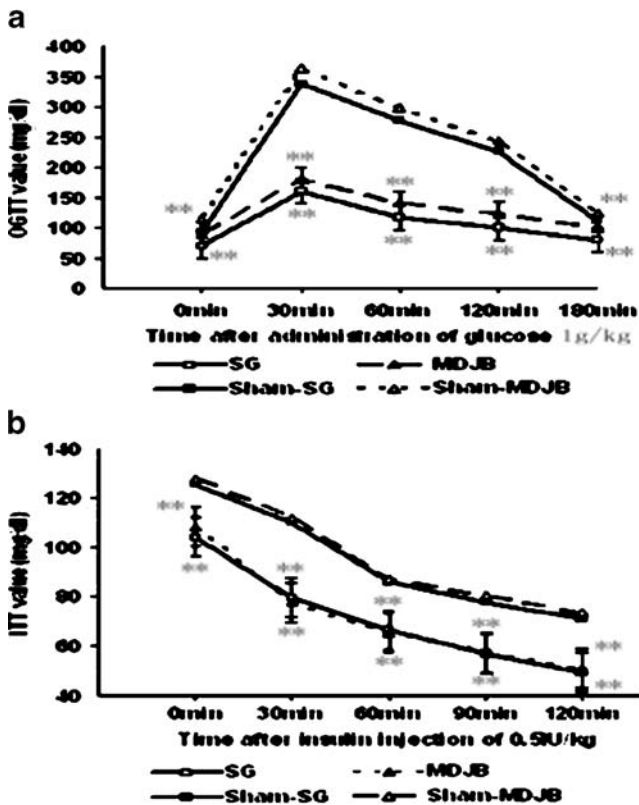 a
OGTT value (mg/dl)
400
350
300
250
200
150
100
50
0
**
**
**
**
**
**
**
**
**
**
0min 30min 60min 120min 180min
Time after administration of glucose 1g/kg
SG MDJB
Sham-SG Sham-MDJB
b
ITT value (mg/dl)
140
120
100
80
60
40
**
**
**
**
**
**
**
**
**
**
0min 30min 60min 90min 120min
Time after insulin injection of 0.5IU/kg
SG MDJB
Sham-SG Sham-MDJB